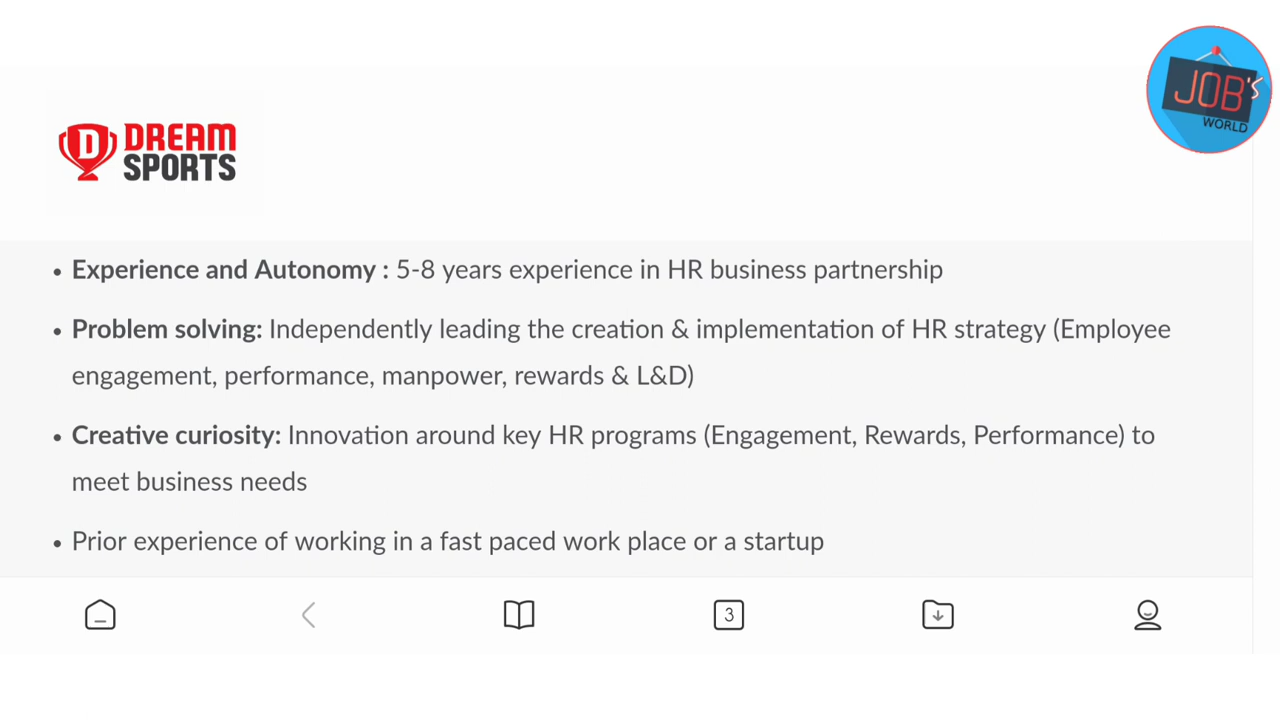 JOB's
WORLD
D DREAM
SPORTS
• Experience and Autonomy : 5-8 years experience in HR business partnership
• Problem solving: Independently leading the creation & implementation of HR strategy (Employee
engagement, performance, manpower, rewards & L&D)
• Creative curiosity: Innovation around key HR programs (Engagement, Rewards, Performance) to
meet business needs
• Prior experience of working in a fast paced work place or a startup
3